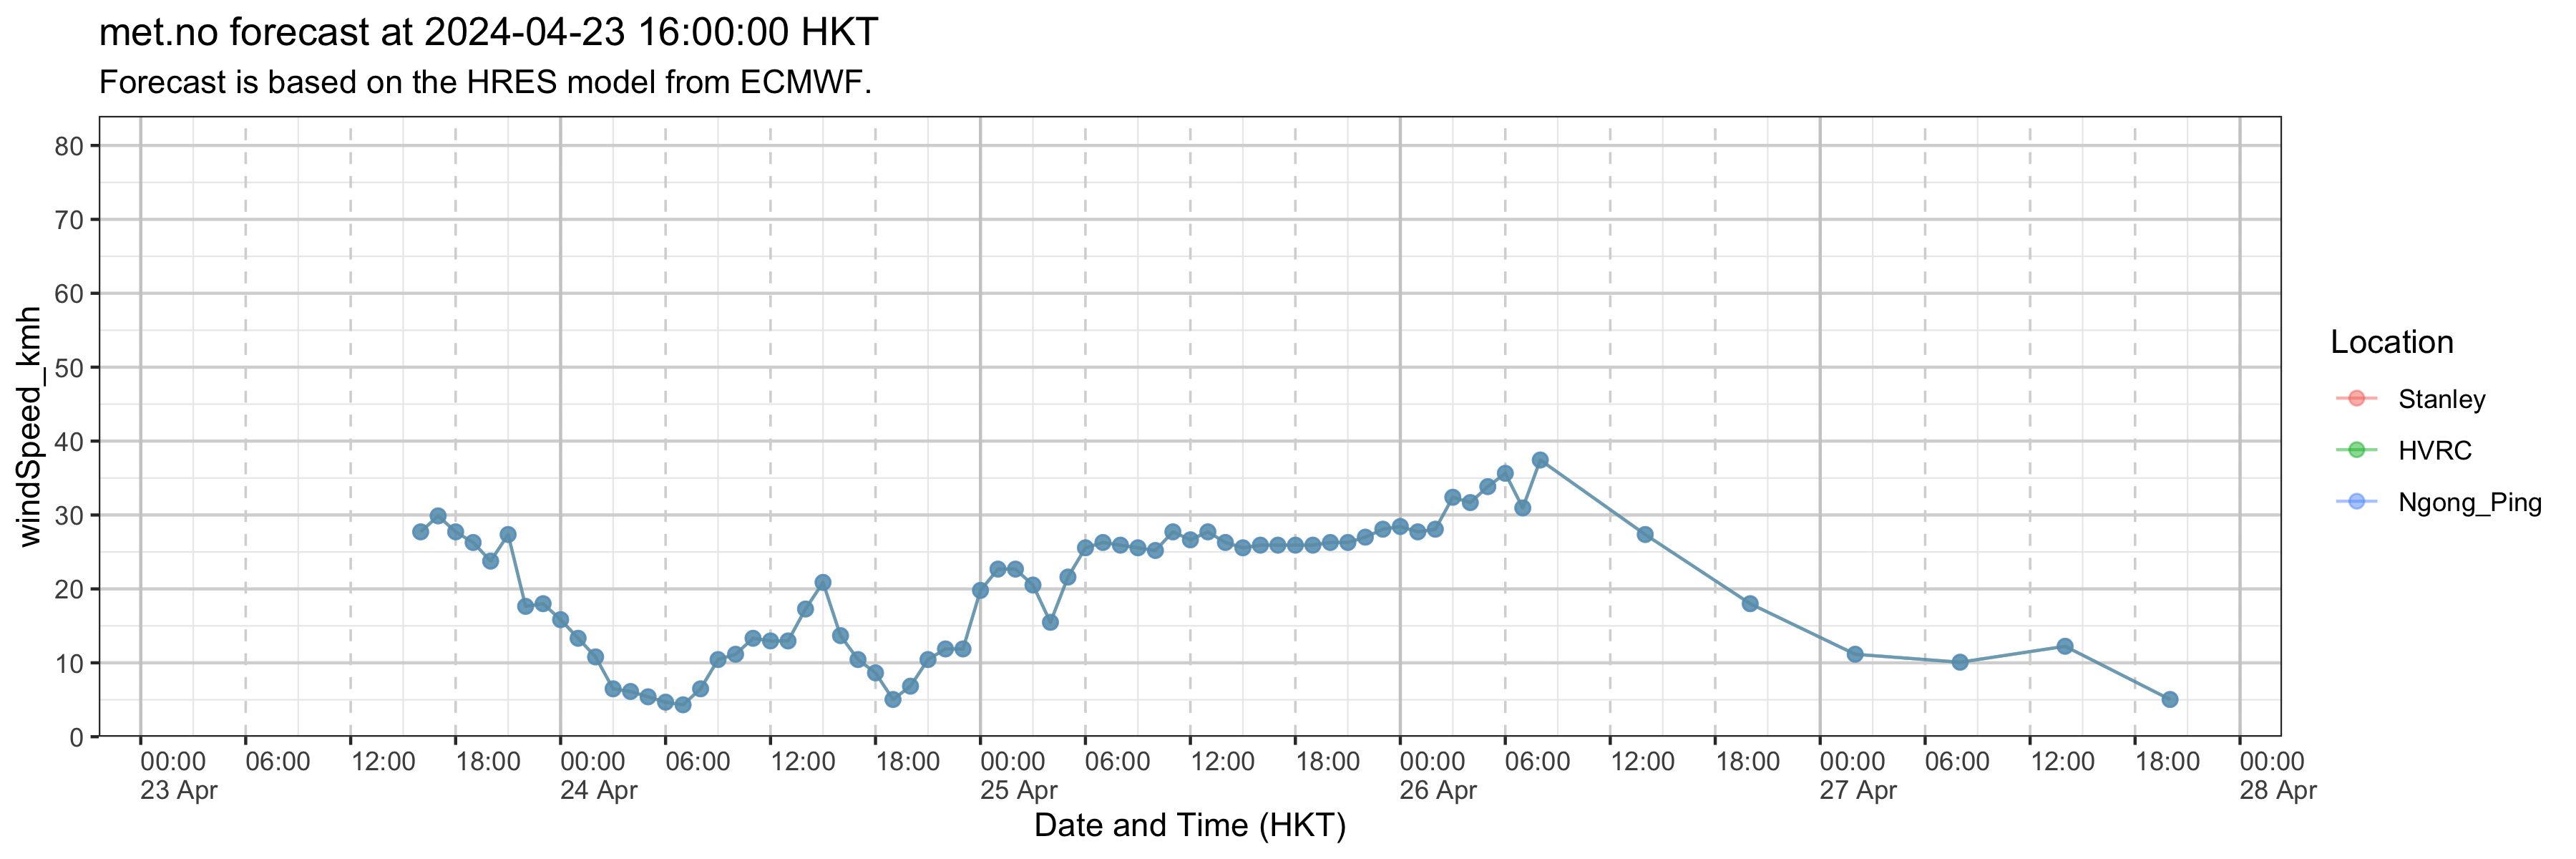 met.no forecast at 2024-04-23 16:00:00 HKT
Forecast is based on the HRES model from ECMWF.
windSpeed_kmh
80
70
60
50
40
30
20
10
0
00:00 06:00 12:00 18:00 00:00 06:00 12:00 18:00 00:00 06:00 12:00 18:00 00:00 06:00 12:00 18:00 00:00 06:00 12:00 18:00 00:00
23 Apr 24 Apr 25 Apr 26 Apr 27 Apr 28 Apr
Date and Time (HKT)
Location
Stanley
HVRC
Ngong_Ping